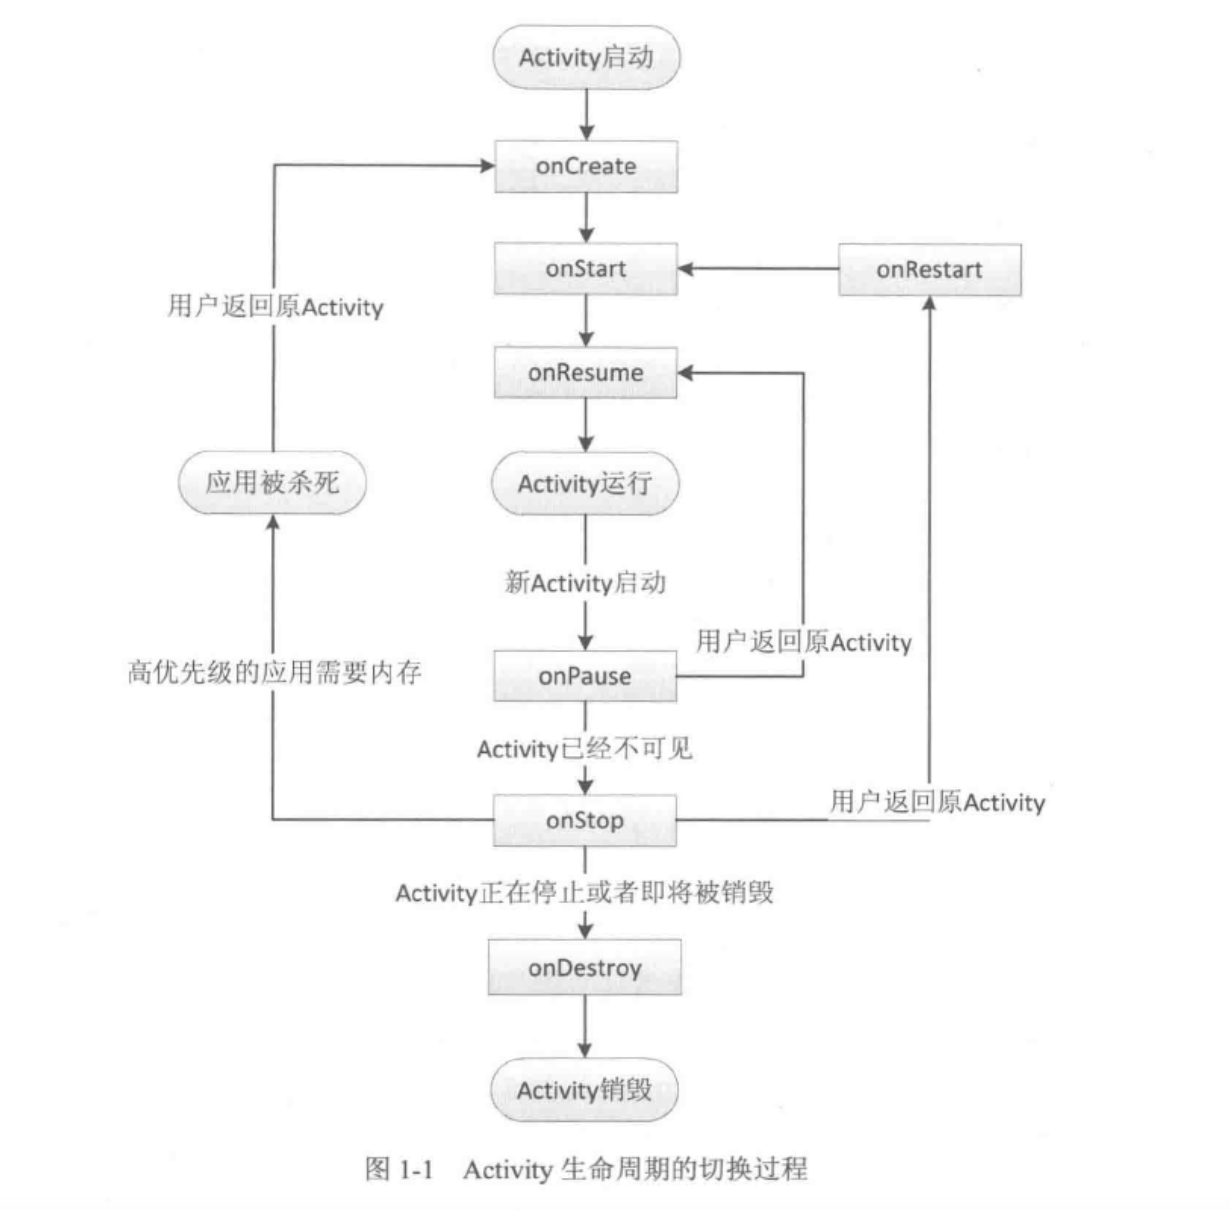 Activity启动
onCreate
onStart
onRestart
用户返回原Activity
onResume
应用被杀死
Activity运行
新Activity启动
用户返回原Activity
高优先级的应用需要内存
onPause
Activity已经不可见
用户返回原Activity
onStop
Activity正在停止或者即将被销毁
onDestroy
Activity销毁
图 1-1 Activity 生命周期的切换过程